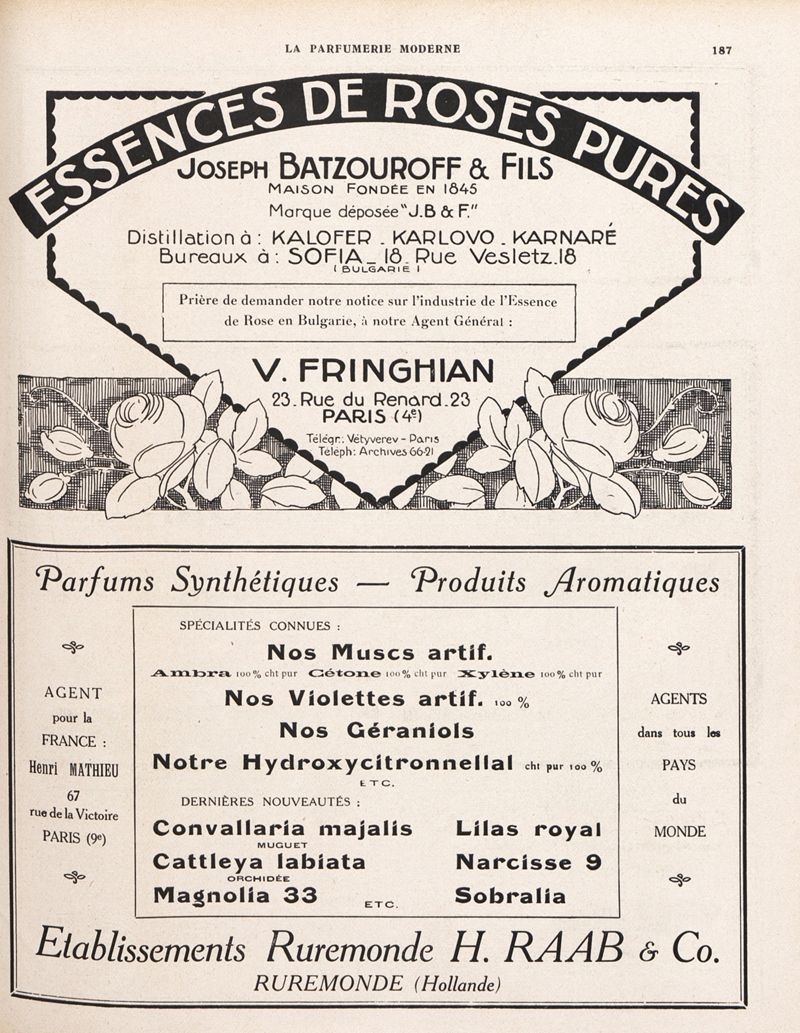 LA PARFUMERIE MODERNE 187
ESSENCES DE ROSES PURES
JOSEPH BATZOUROFF & FILS
MAISON FONDÉE EN 1845
Marque déposée "J.B & F."
Distillation à : KALOFER _ KARLOVO _ KARNARÉ
Bureaux à : SOFIA _ 18 _ Rue Vesletz.18
( BULGARIE )
Prière de demander notre notice sur l'industrie de l'Essence
de Rose en Bulgarie, à notre Agent Général :
V. FRINGHIAN
23. Rue du Renard.23
PARIS (4e)
Télégr: Vétyverev - Paris
Téleph: Archives 66-21
Parfums Synthétiques — Produits Aromatiques
SPÉCIALITÉS CONNUES :
Nos Muscs artif.
Ambra 100 % cht pur Cétone 100 % cht pur Xylène 100 % cht pur
Nos Violettes artif. 100 %
Nos Géraniols
Notre Hydroxycitronnellal cht pur 100 %
ETC.
DERNIÈRES NOUVEAUTÉS :
Convallaria majalis Lilas royal
MUGUET
Cattleya labiata Narcisse 9
ORCHIDÉE
Magnolia 33 ETC. Sobralia
AGENT
pour la
FRANCE :
Henri MATHIEU
67
rue de la Victoire
PARIS (9e)
AGENTS
dans tous les
PAYS
du
MONDE
Etablissements Ruremonde H. RAAB & Co.
RUREMONDE (Hollande)